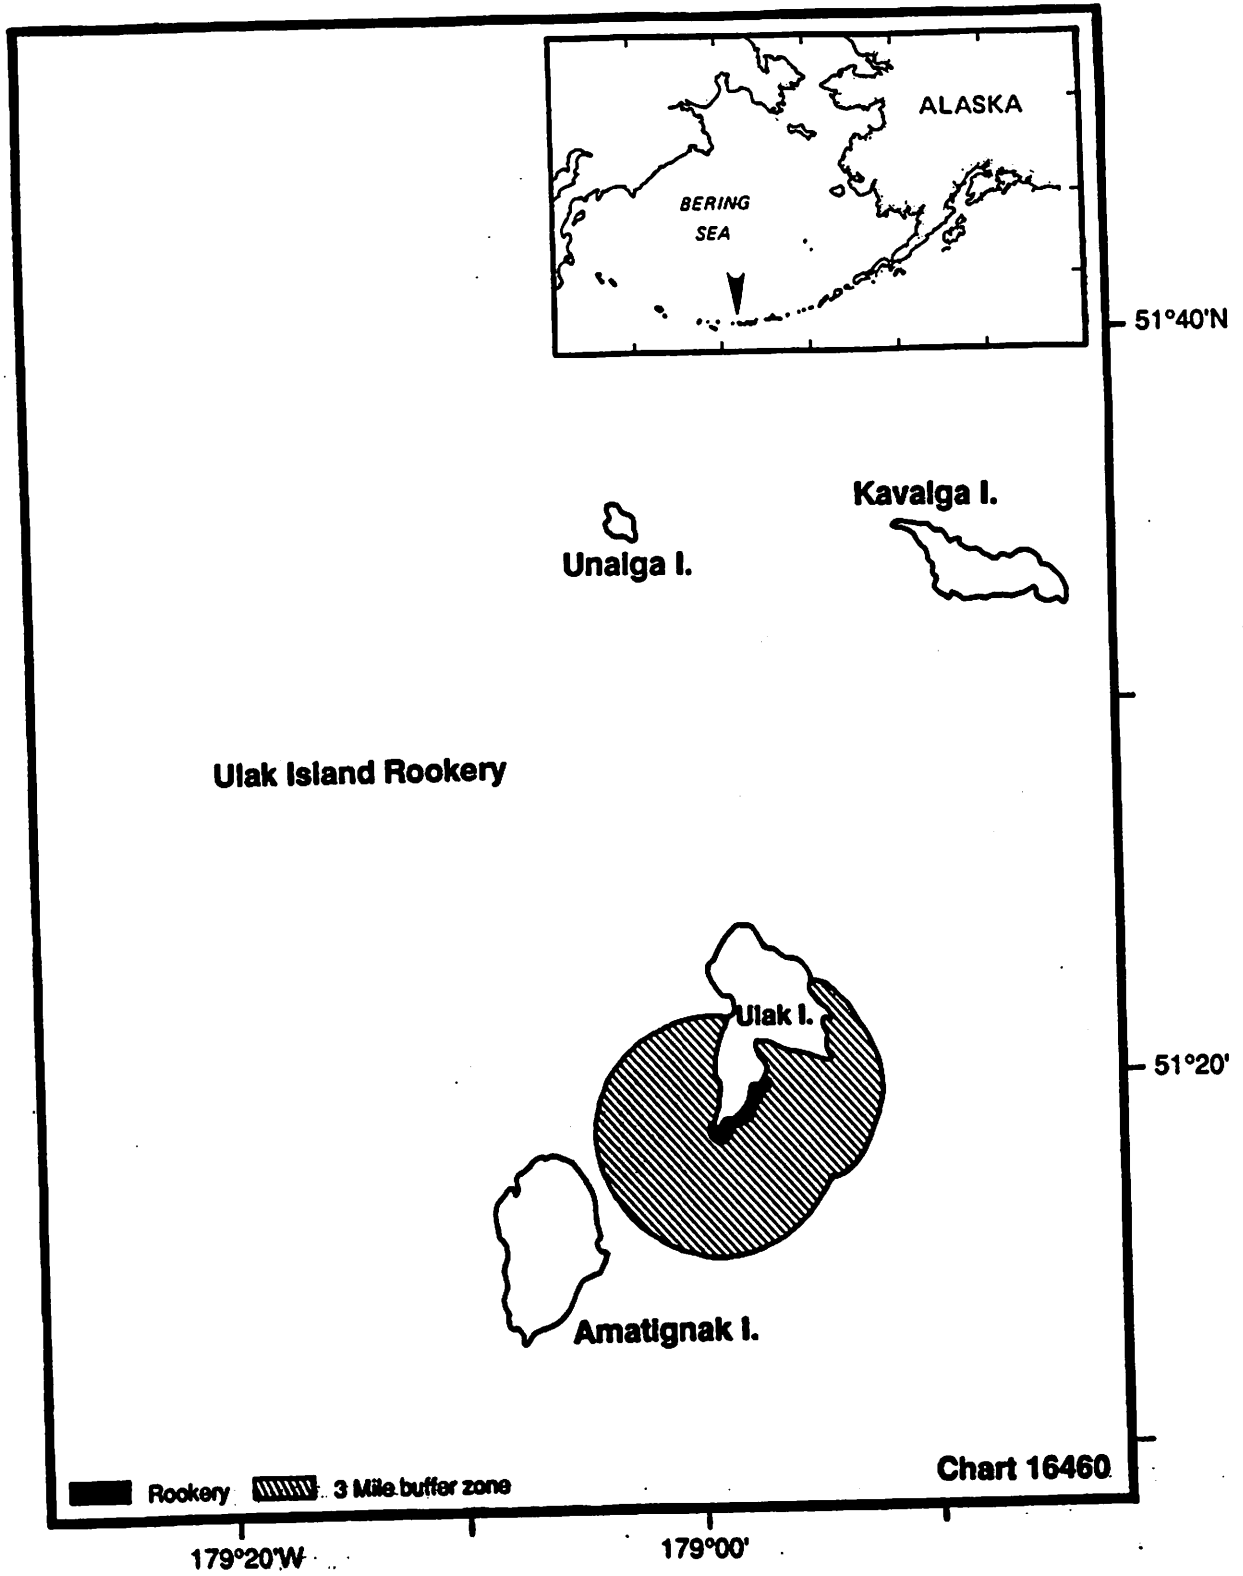 ALASKA
BERING
SEA
51°40'N
Kavalga I.
Unalga I.
Ulak Island Rookery
Ulak I.
51°20'
Amatignak I.
Chart 16460
Rookery 3 Mile buffer zone
179°20'W 179°00'